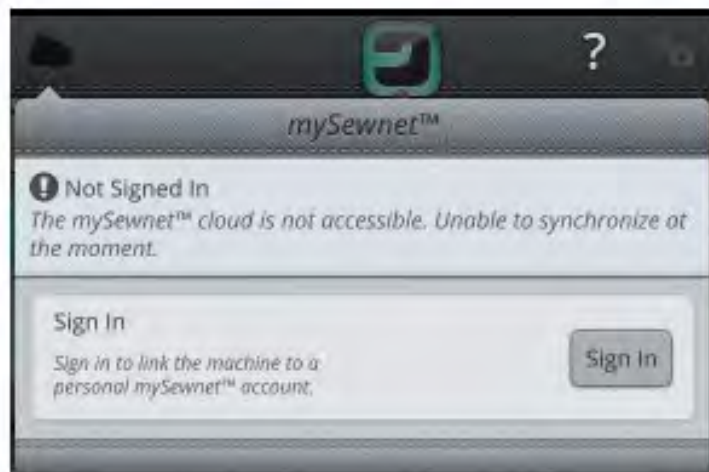 ?
mySewnet™
Not Signed In
The mySewnet™ cloud is not accessible. Unable to synchronize at
the moment.
Sign In
Sign in to link the machine to a
personal mySewnet™ account.
Sign In